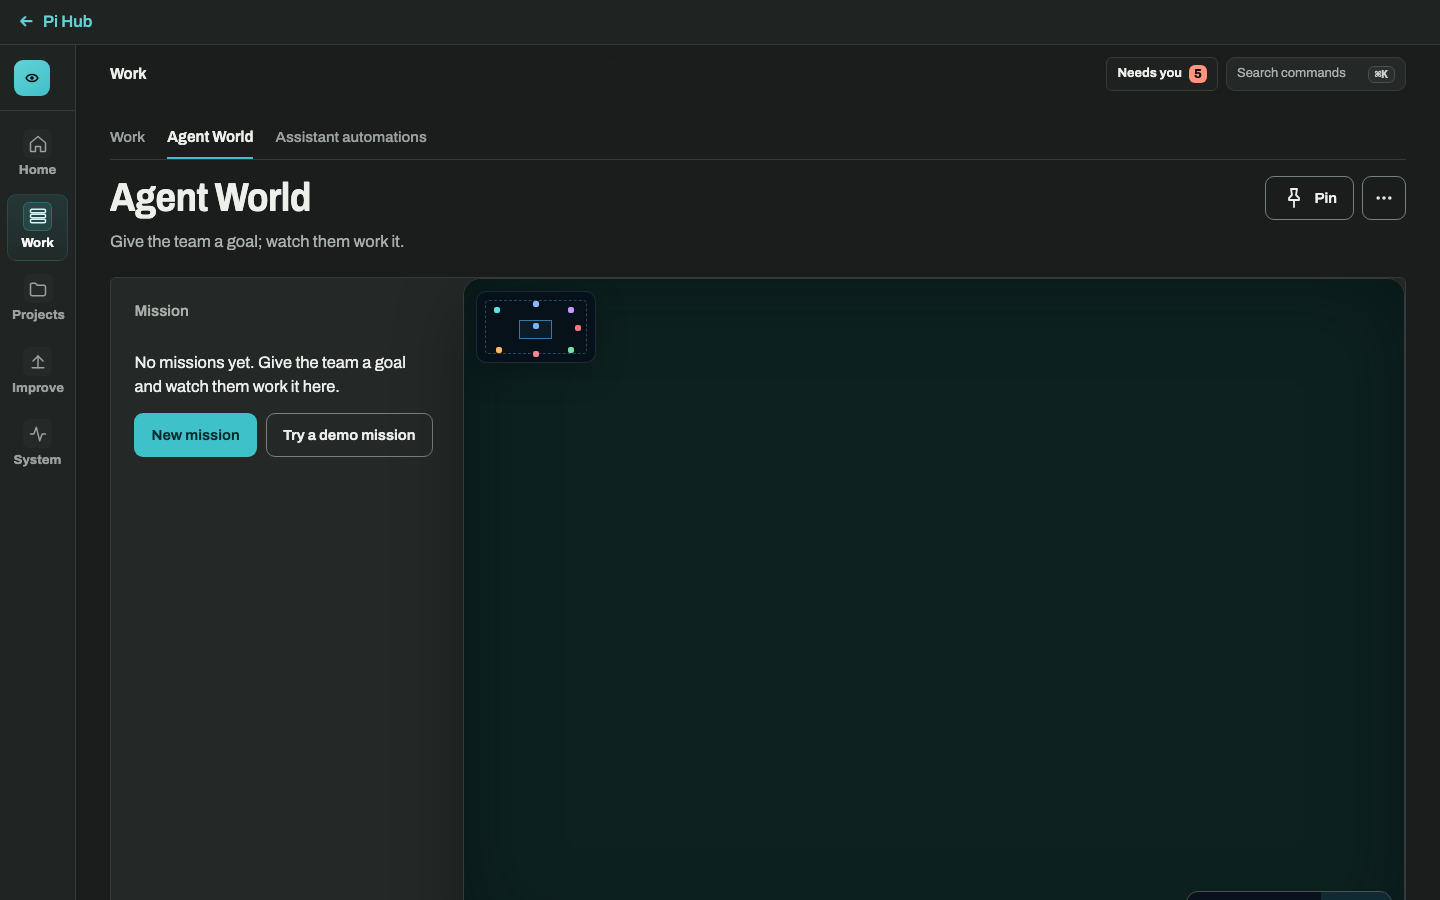 Pi Hub
Work
Needs you 5
Search commands ⌘K
Home
Work
Projects
Improve
System
Work Agent World Assistant automations
Agent World
Pin
Give the team a goal; watch them work it.
Mission
No missions yet. Give the team a goal
and watch them work it here.
New mission Try a demo mission